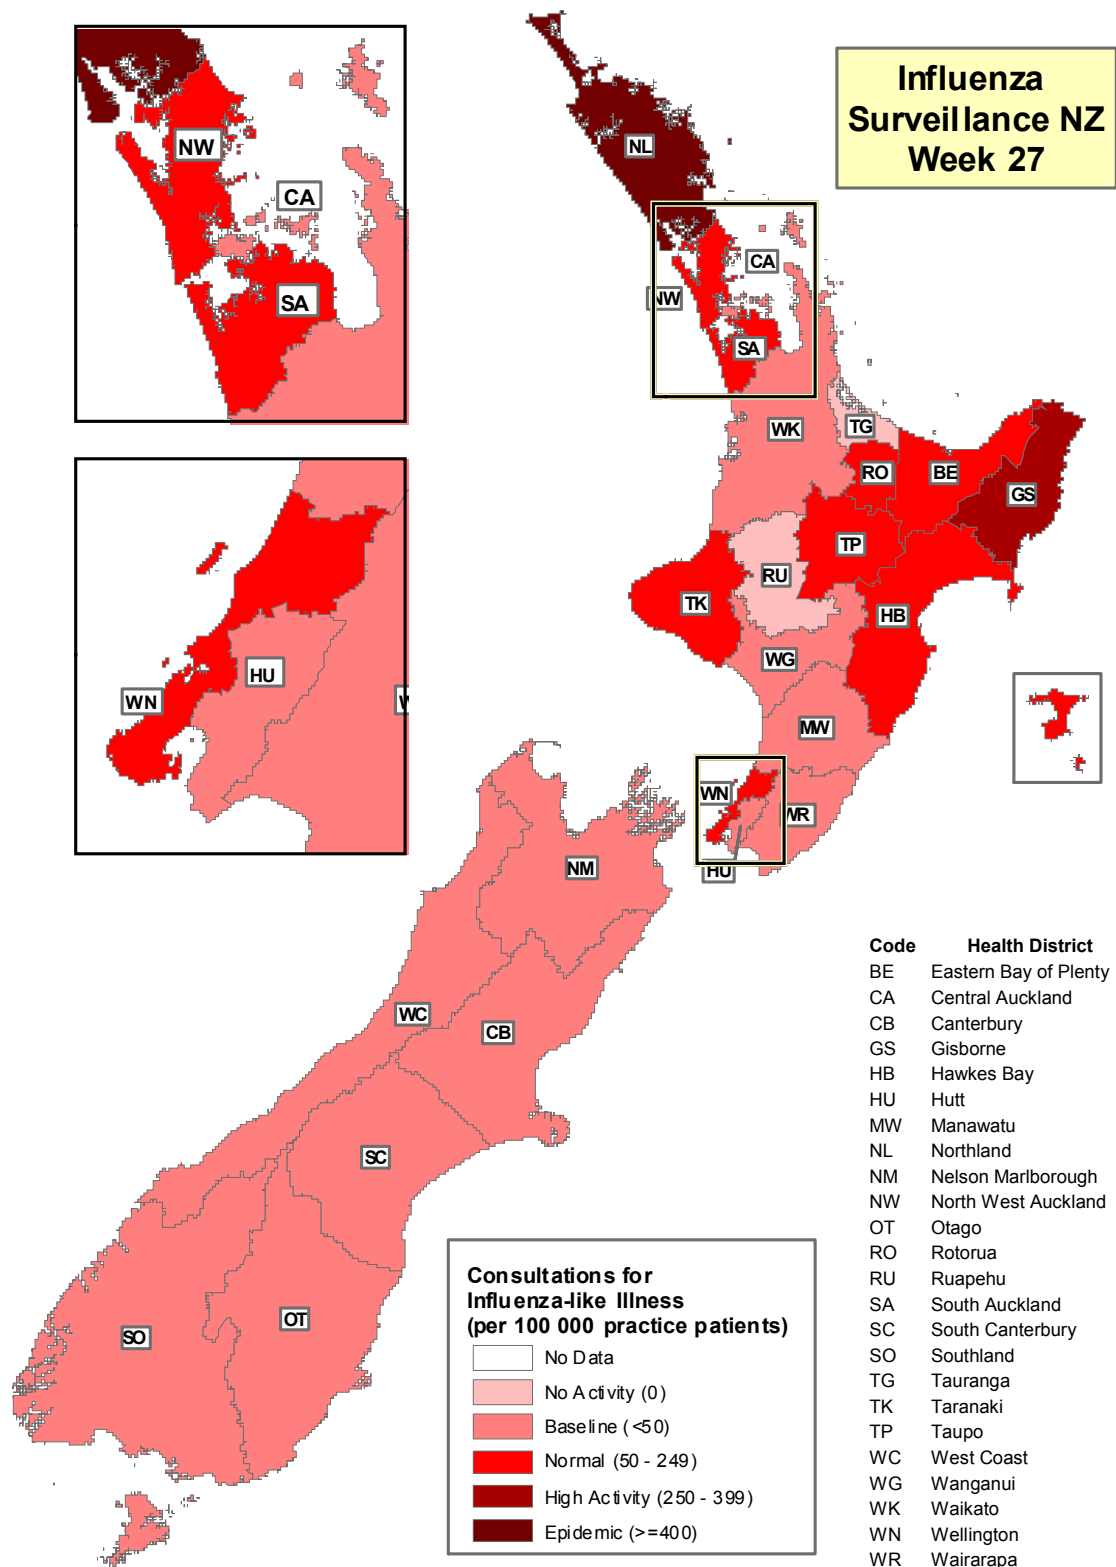 Influenza
Surveillance NZ
Week 27
NW
CA
SA
HU
WN
W
NL
CA
NW
SA
WK
TG
RO
BE
GS
TP
RU
TK
HB
WG
MW
WN
WR
HU
NM
WC
CB
SC
OT
SO
Consultations for
Influenza-like Illness
(per 100 000 practice patients)
No Data
No Activity (0)
Baseline (<50)
Normal (50 - 249)
High Activity (250 - 399)
Epidemic (>=400)
Code Health District
BE Eastern Bay of Plenty
CA Central Auckland
CB Canterbury
GS Gisborne
HB Hawkes Bay
HU Hutt
MW Manawatu
NL Northland
NM Nelson Marlborough
NW North West Auckland
OT Otago
RO Rotorua
RU Ruapehu
SA South Auckland
SC South Canterbury
SO Southland
TG Tauranga
TK Taranaki
TP Taupo
WC West Coast
WG Wanganui
WK Waikato
WN Wellington
WR Wairarapa